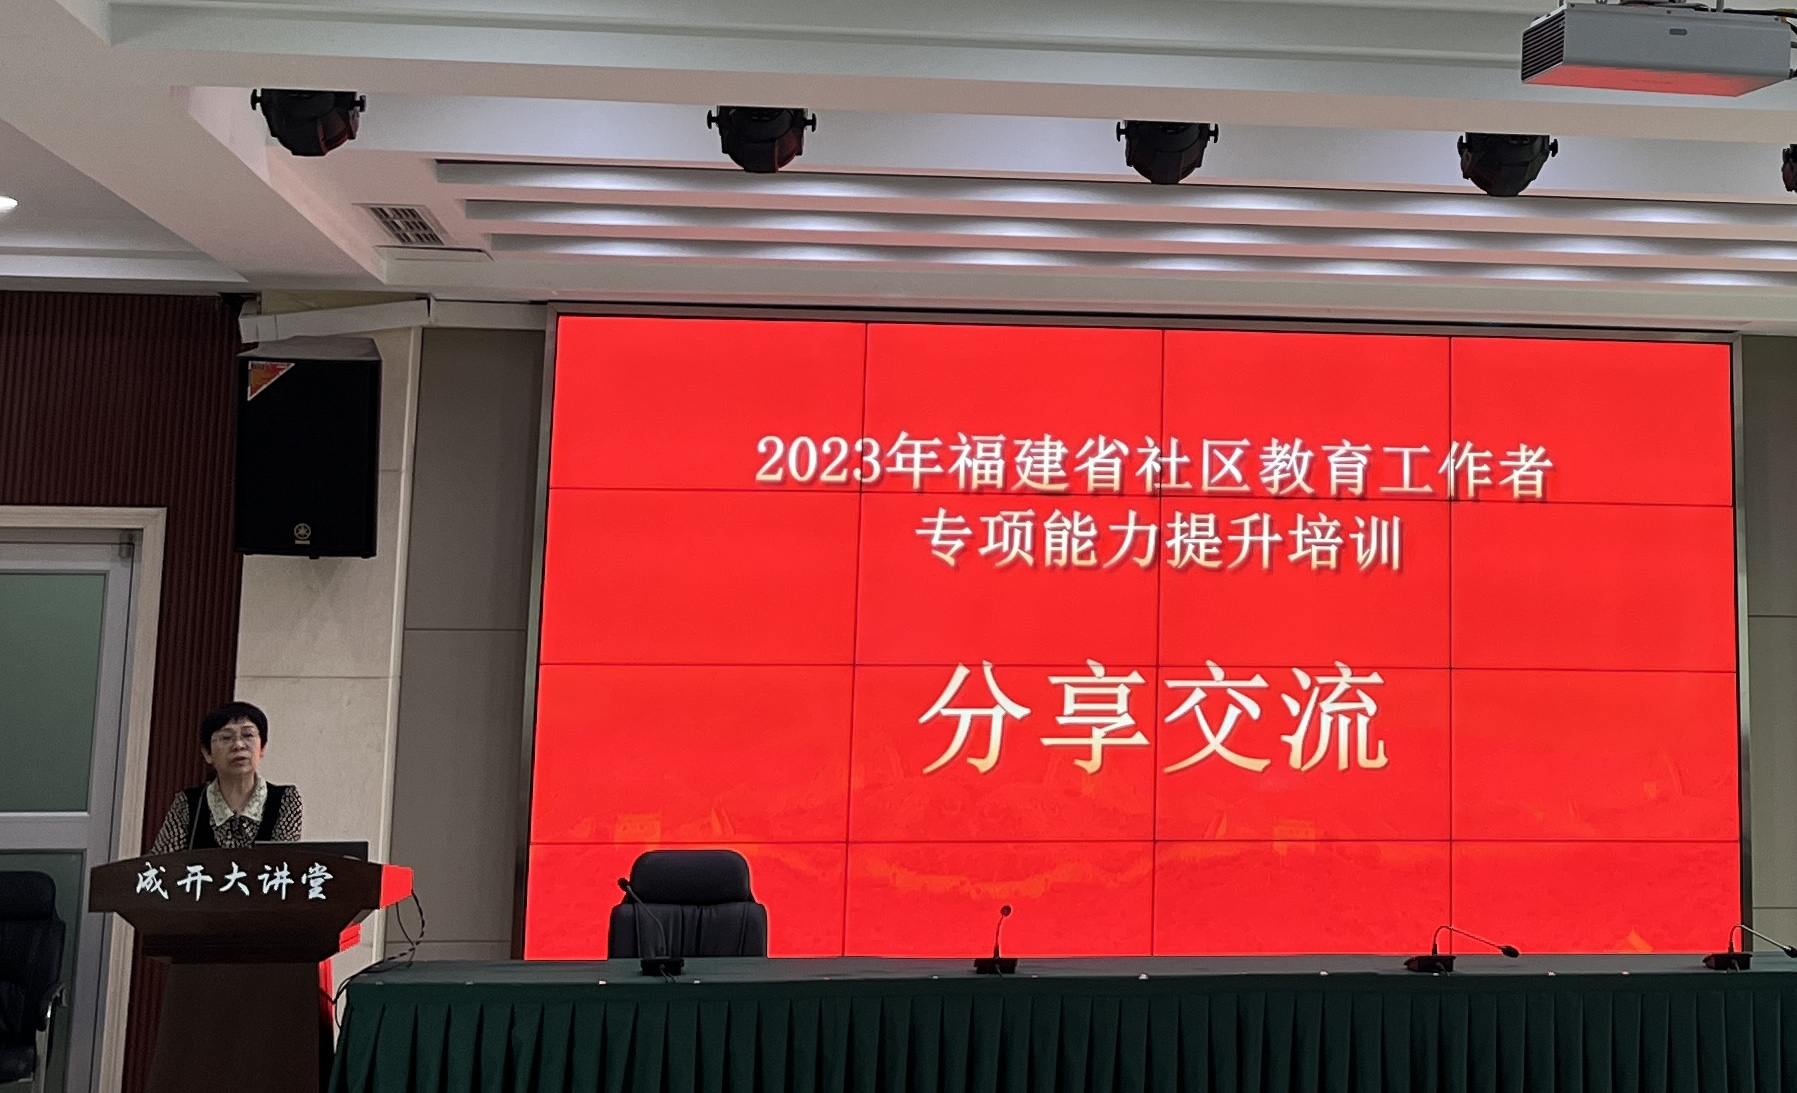 2023年福建省社区教育工作者
专项能力提升培训
分享交流
成开大讲堂